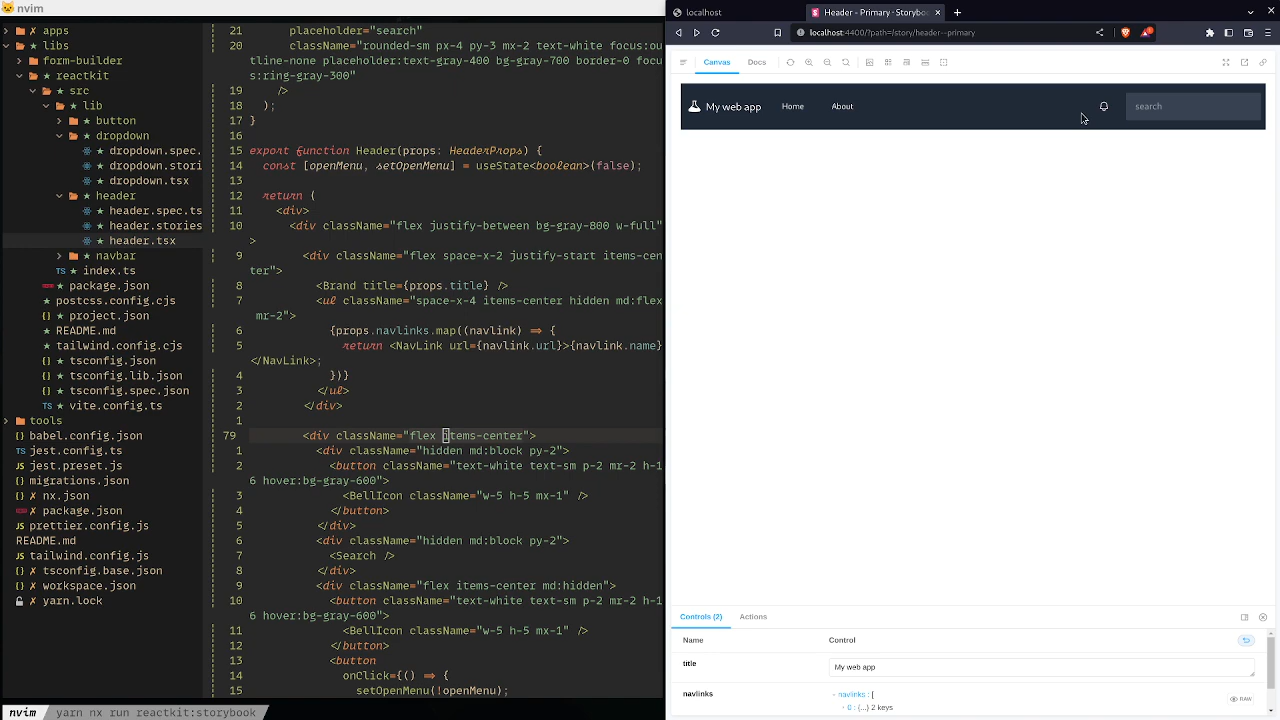 nvim
apps
libs
form-builder
reactkit
src
lib
button
dropdown
dropdown.spec.
dropdown.stori
dropdown.tsx
header
header.spec.ts
header.stories
header.tsx
navbar
index.ts
package.json
postcss.config.cjs
project.json
README.md
tailwind.config.cjs
tsconfig.json
tsconfig.lib.json
tsconfig.spec.json
vite.config.ts
tools
babel.config.json
jest.config.ts
jest.preset.js
migrations.json
nx.json
package.json
prettier.config.js
README.md
tailwind.config.js
tsconfig.base.json
workspace.json
yarn.lock
21 placeholder="search"
20 className="rounded-sm px-4 py-3 mx-2 text-white focus:ou
tline-none placeholder:text-gray-400 bg-gray-700 border-0 focu
s:ring-gray-300"
19 />
18 );
17 }
16
15 export function Header(props: HeaderProps) {
14 const [openMenu, setOpenMenu] = useState<boolean>(false);
13
12 return (
11 <div>
10 <div className="flex justify-between bg-gray-800 w-full"
>
9 <div className="flex space-x-2 justify-start items-cen
ter">
8 <Brand title={props.title} />
7 <ul className="space-x-4 items-center hidden md:flex
mr-2">
6 {props.navlinks.map((navlink) => {
5 return <NavLink url={navlink.url}>{navlink.name}
</NavLink>;
4 })}
3 </ul>
2 </div>
1
79 <div className="flex items-center">
1 <div className="hidden md:block py-2">
2 <button className="text-white text-sm p-2 mr-2 h-1
6 hover:bg-gray-600">
3 <BellIcon className="w-5 h-5 mx-1" />
4 </button>
5 </div>
6 <div className="hidden md:block py-2">
7 <Search />
8 </div>
9 <div className="flex items-center md:hidden">
10 <button className="text-white text-sm p-2 mr-2 h-1
6 hover:bg-gray-600">
11 <BellIcon className="w-5 h-5 mx-1" />
12 </button>
13 <button
14 onClick={() => {
15 setOpenMenu(!openMenu);
nvim yarn nx run reactkit:storybook
localhost
Header - Primary - Storybo
localhost:4400/?path=/story/header--primary
Canvas Docs
My web app Home About search
Controls (2) Actions
Name Control
title My web app
navlinks navlinks : [
RAW
0 : {...} 2 keys